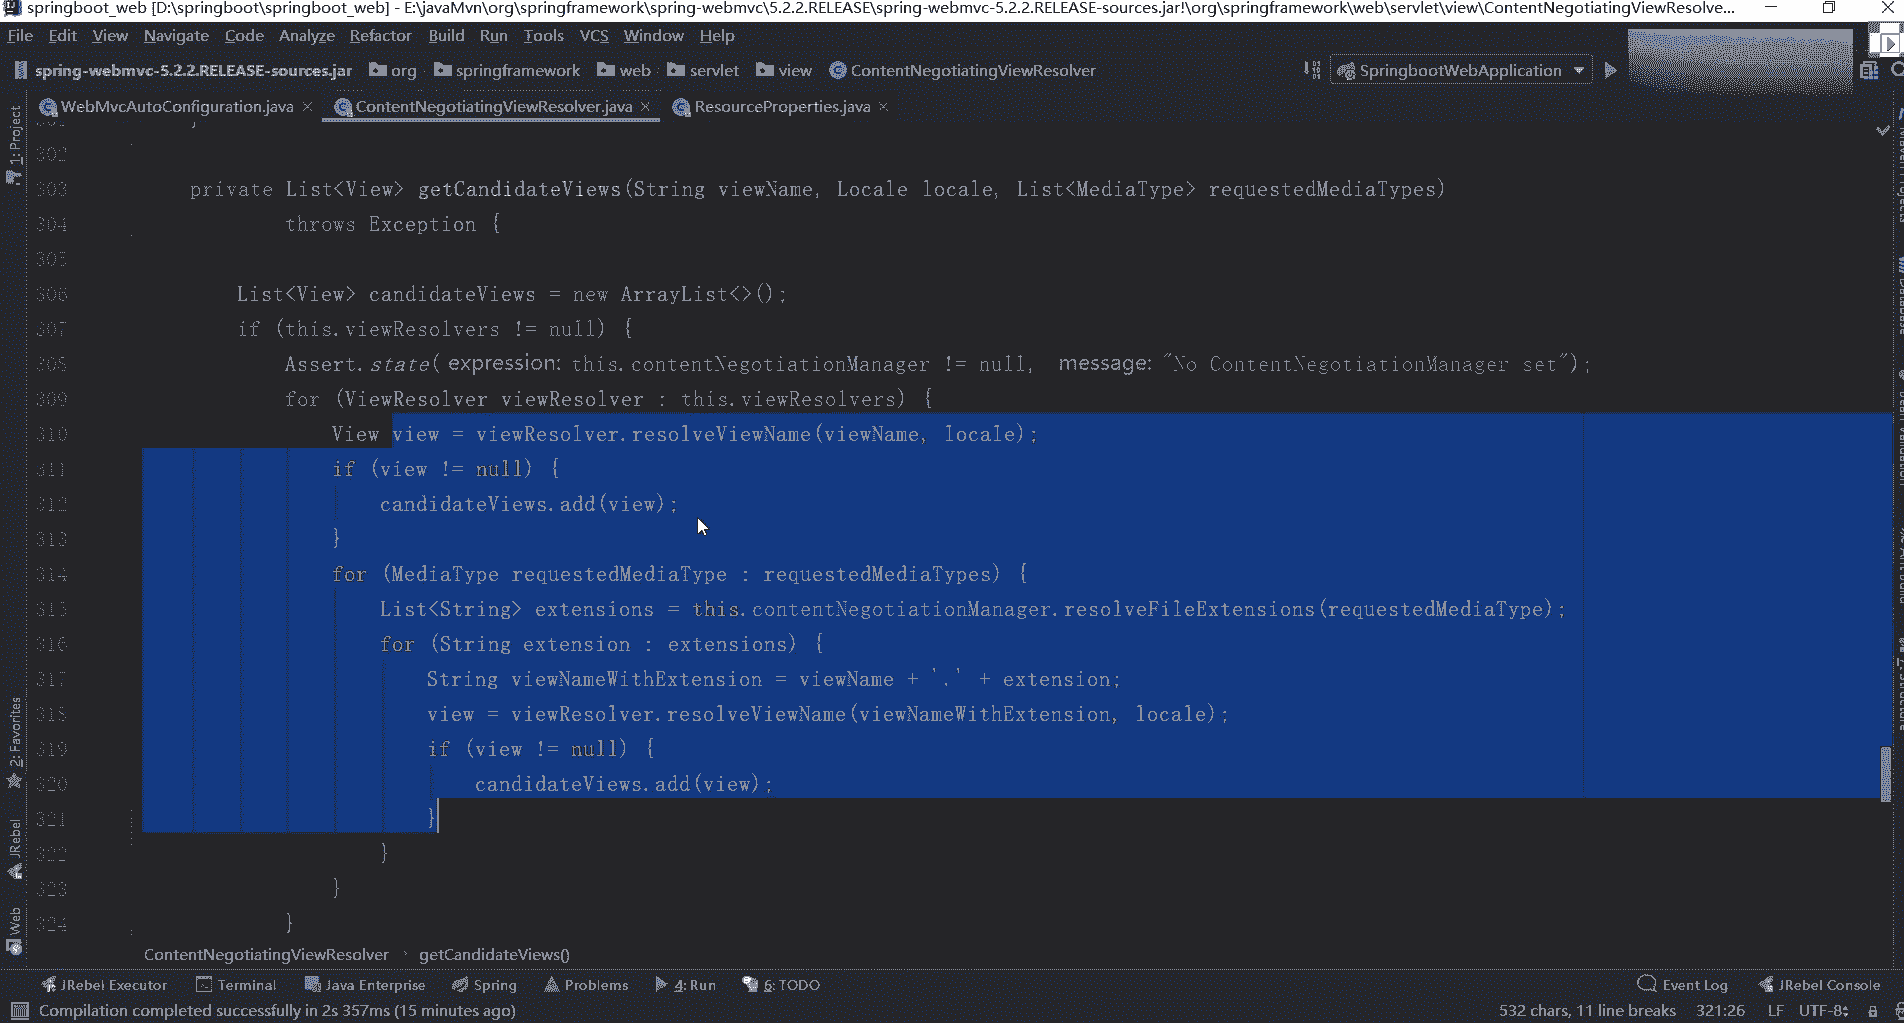 springboot_web [D:\springboot\springboot_web] - E:\javaMvn\org\springframework\spring-webmvc\5.2.2.RELEASE\spring-webmvc-5.2.2.RELEASE-sources.jar!\org\springframework\web\servlet\view\ContentNegotiatingViewResolve...
File Edit View Navigate Code Analyze Refactor Build Run Tools VCS Window Help
spring-webmvc-5.2.2.RELEASE-sources.jar org springframework web servlet view ContentNegotiatingViewResolver SpringbootWebApplication
WebMvcAutoConfiguration.java ContentNegotiatingViewResolver.java ResourceProperties.java
1: Project
302
303 private List<View> getCandidateViews(String viewName, Locale locale, List<MediaType> requestedMediaTypes)
304 throws Exception {
305
306 List<View> candidateViews = new ArrayList<>();
307 if (this.viewResolvers != null) {
308 Assert.state( expression: this.contentNegotiationManager != null, message: "No ContentNegotiationManager set");
309 for (ViewResolver viewResolver : this.viewResolvers) {
310 View view = viewResolver.resolveViewName(viewName, locale);
311 if (view != null) {
312 candidateViews.add(view);
313 }
314 for (MediaType requestedMediaType : requestedMediaTypes) {
315 List<String> extensions = this.contentNegotiationManager.resolveFileExtensions(requestedMediaType);
316 for (String extension : extensions) {
317 String viewNameWithExtension = viewName + '.' + extension;
318 view = viewResolver.resolveViewName(viewNameWithExtension, locale);
319 if (view != null) {
320 candidateViews.add(view);
321 }
322 }
323 }
324 }
2: Favorites
JRebel
Web
ContentNegotiatingViewResolver › getCandidateViews()
JRebel Executor Terminal Java Enterprise Spring Problems 4: Run 6: TODO Event Log JRebel Console
Compilation completed successfully in 2s 357ms (15 minutes ago) 532 chars, 11 line breaks 321:26 LF UTF-8